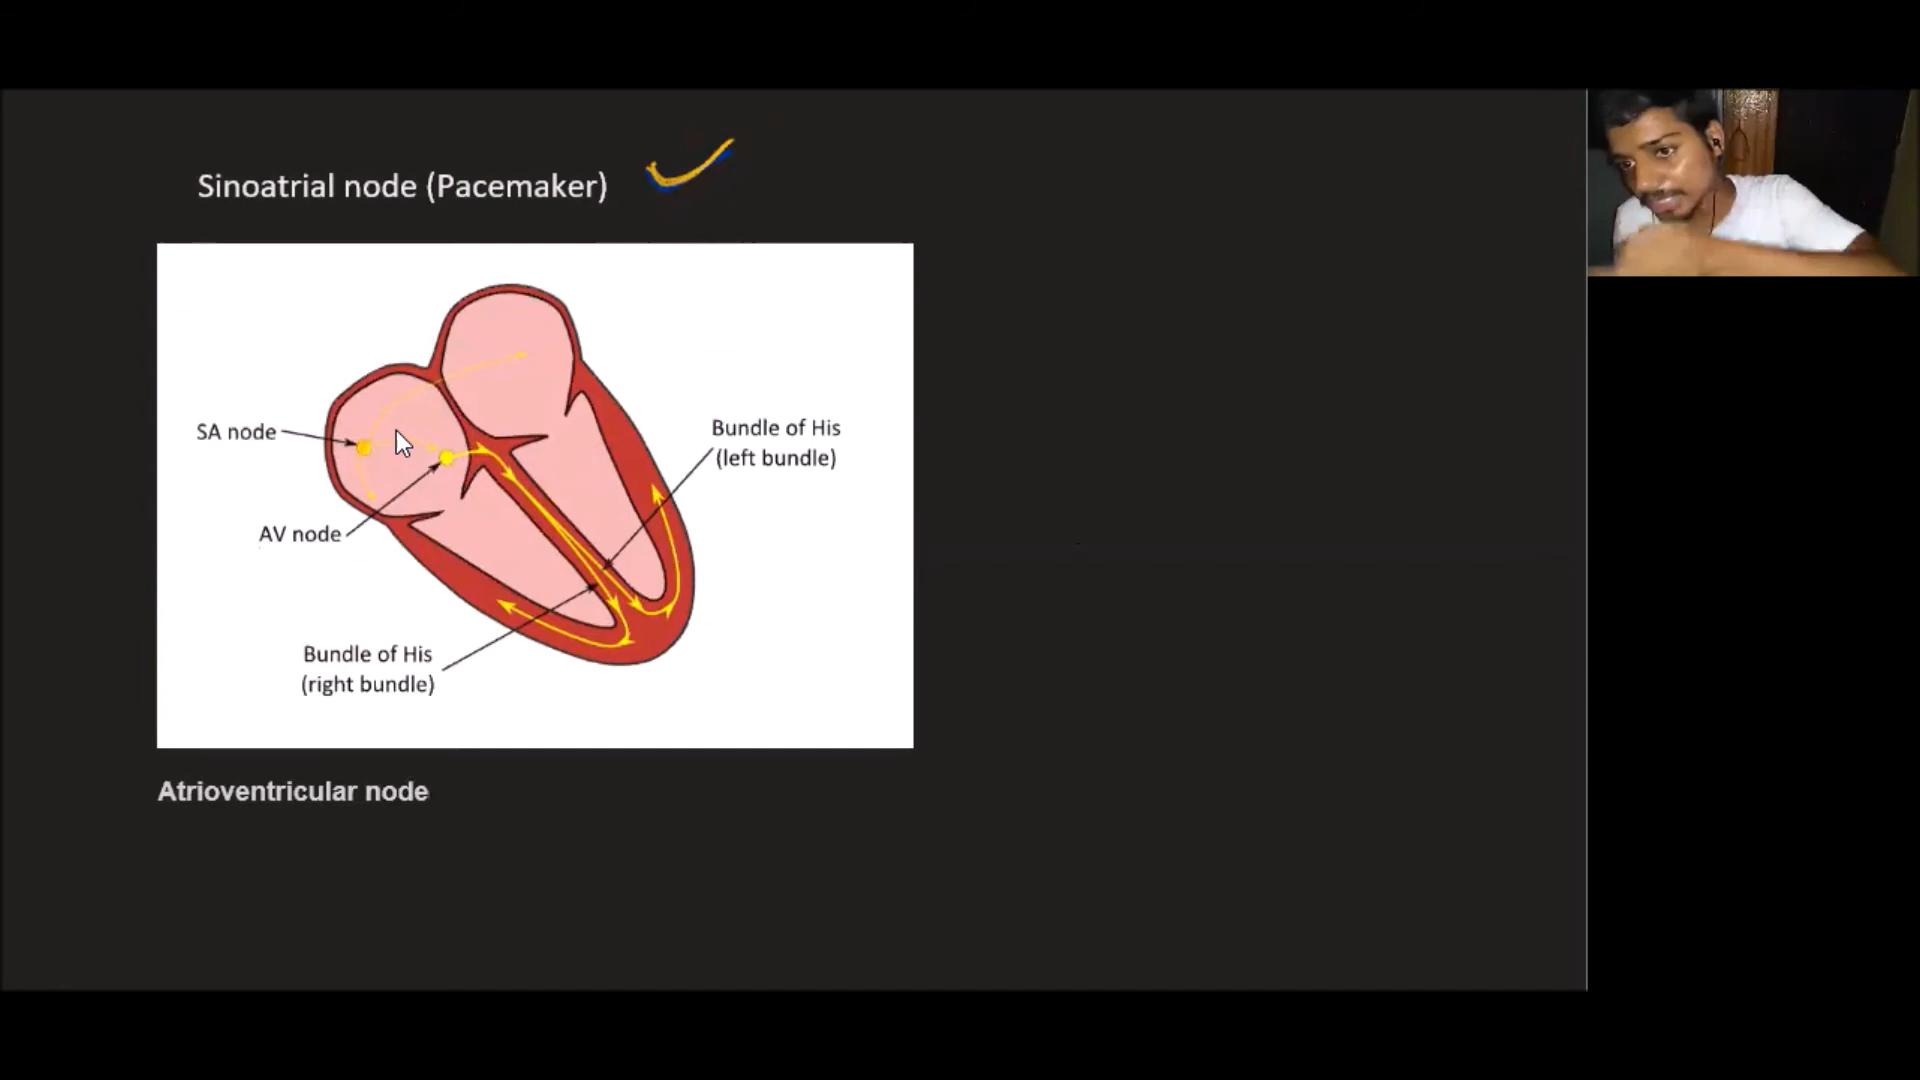 Sinoatrial node (Pacemaker)
SA node
Bundle of His
(left bundle)
AV node
Bundle of His
(right bundle)
Atrioventricular node